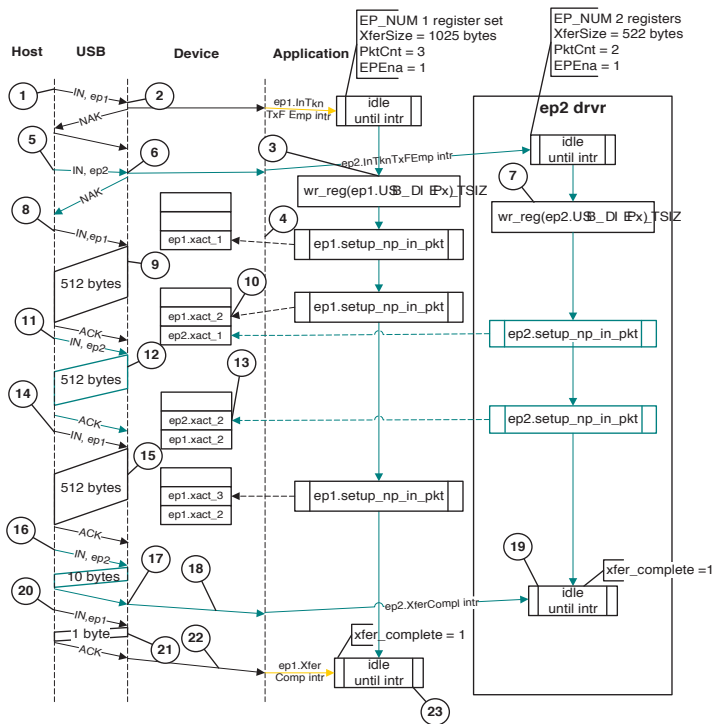 EP_NUM 1 register set
XferSize = 1025 bytes
PktCnt = 3
EPEna = 1
EP_NUM 2 registers
XferSize = 522 bytes
PktCnt = 2
EPEna = 1
Host
USB
Device
Application
1
IN, ep1
2
ep1.InTkn
TxF Emp intr
idle
until intr
ep2 drvr
NAK
5
6
IN, ep2
ep2.InTknTxFEmp intr
idle
until intr
3
NAK
wr_reg(ep1.USB_DIEPx)_TSIZ
7
wr_reg(ep2.USB_DIEPx)_TSIZ
8
IN,ep1
4
ep1.xact_1
ep1.setup_np_in_pkt
9
512 bytes
10
ep1.xact_2
ep1.setup_np_in_pkt
11
ACK
ep2.xact_1
ep2.setup_np_in_pkt
IN, ep2
12
512 bytes
13
14
ACK
ep2.xact_2
ep2.setup_np_in_pkt
IN, ep1
ep1.xact_2
15
512 bytes
ep1.xact_3
ep1.setup_np_in_pkt
ep1.xact_2
16
ACK
IN, ep2
17
18
19
xfer_complete =1
10 bytes
20
ep2.XferCompl intr
idle
until intr
IN,ep1
1 byte
21
22
xfer_complete = 1
ACK
ep1.Xfer
Comp intr
idle
until intr
23